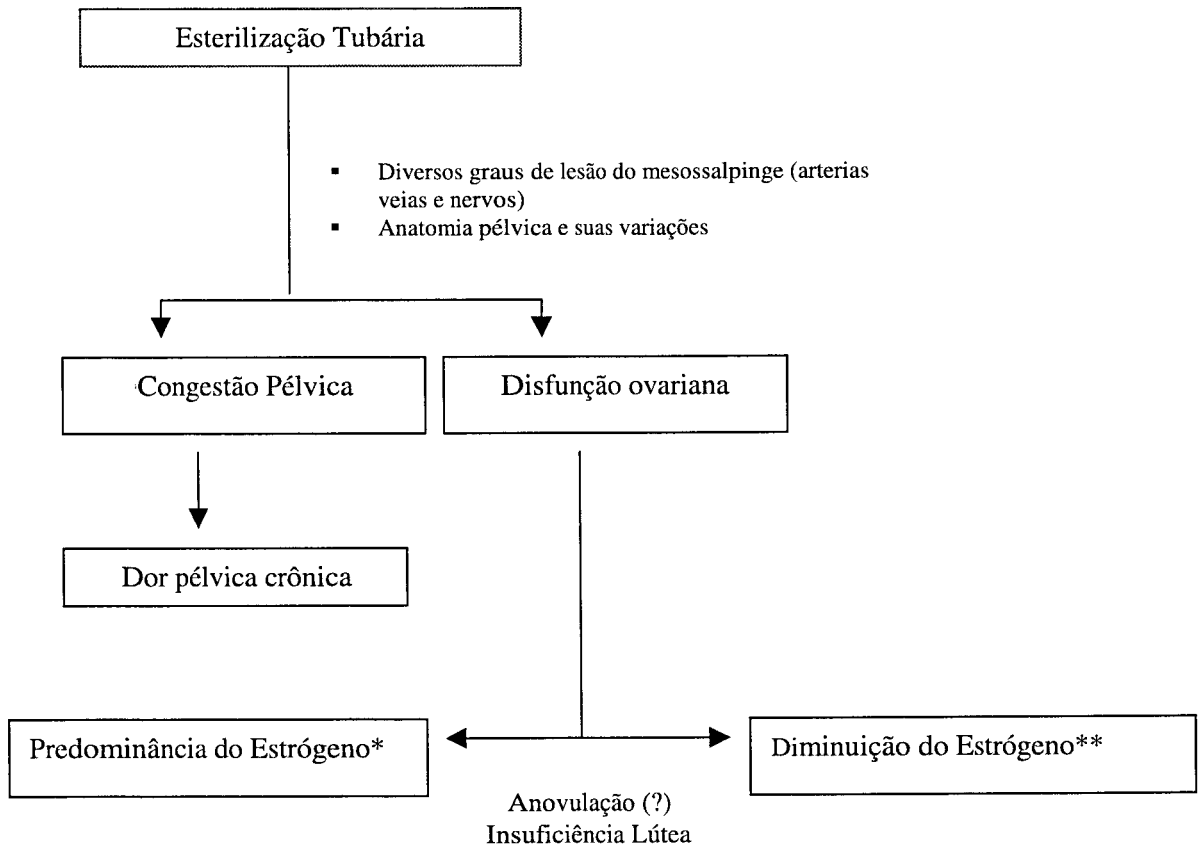 Esterilização Tubária
▪ Diversos graus de lesão do mesossalpinge (arterias
veias e nervos)
▪ Anatomia pélvica e suas variações
Congestão Pélvica
Disfunção ovariana
Dor pélvica crônica
Predominância do Estrógeno*
Diminuição do Estrógeno**
Anovulação (?)
Insuficiência Lútea